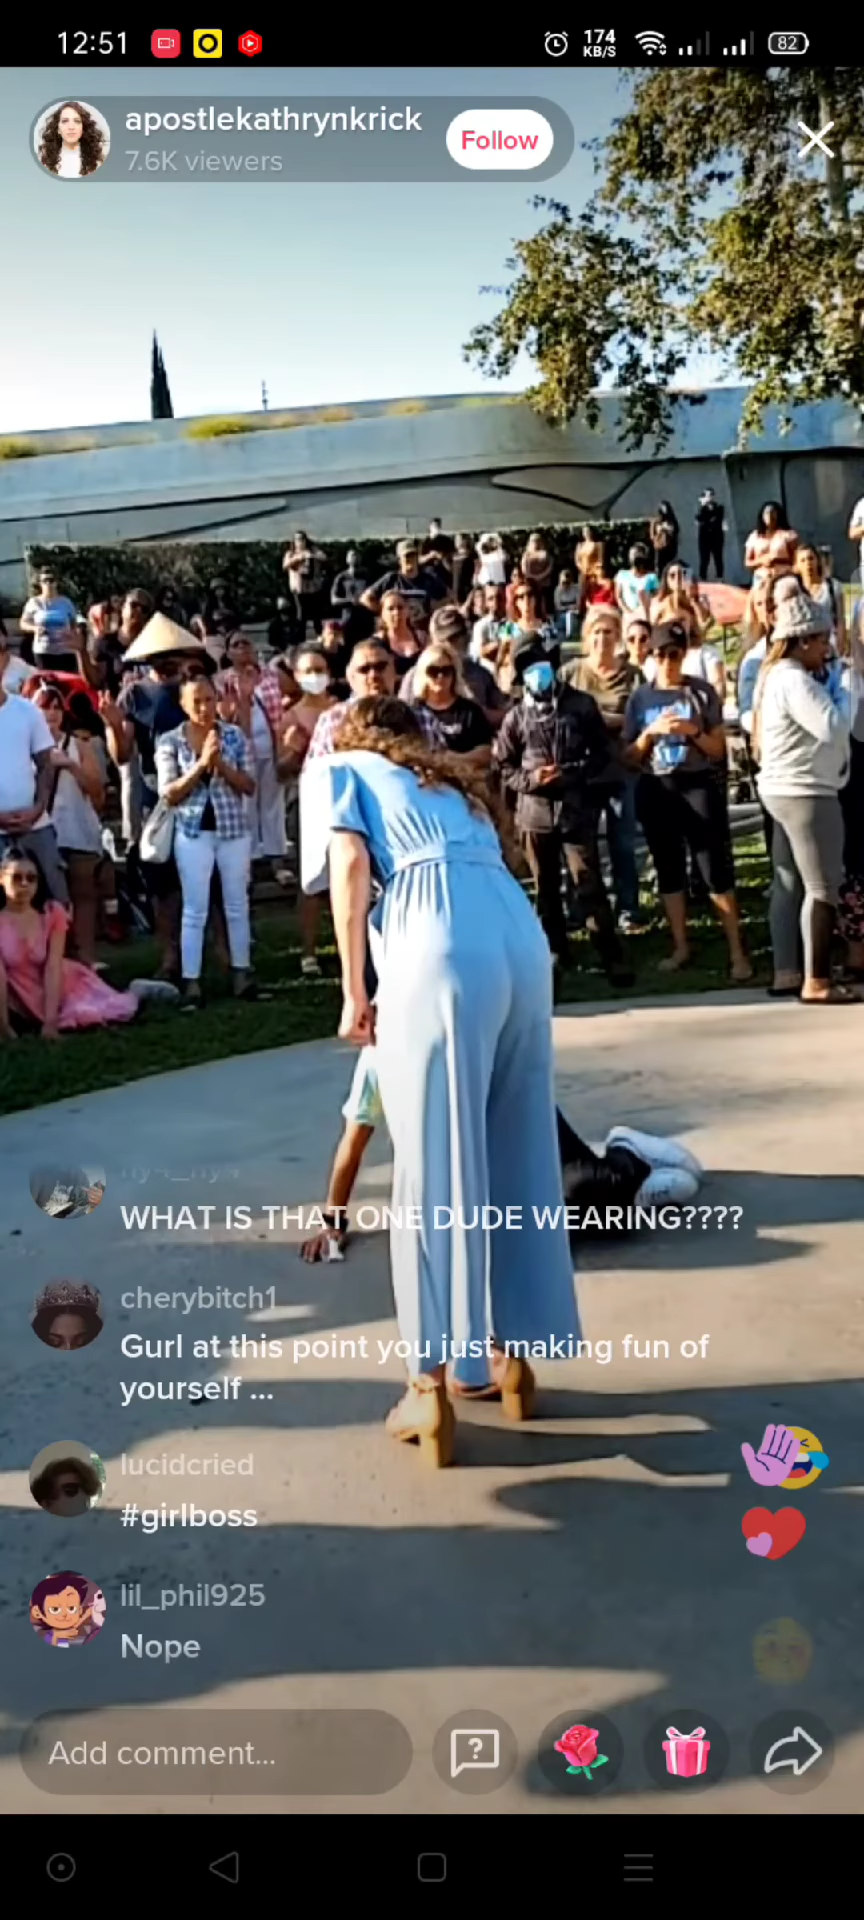 12:51
174
KB/S
82
apostlekathrynkrick
7.6K viewers
Follow
WHAT IS THAT ONE DUDE WEARING????
cherybitch1
Gurl at this point you just making fun of
yourself ...
lucidcried
#girlboss
lil_phil925
Nope
Add comment...
?